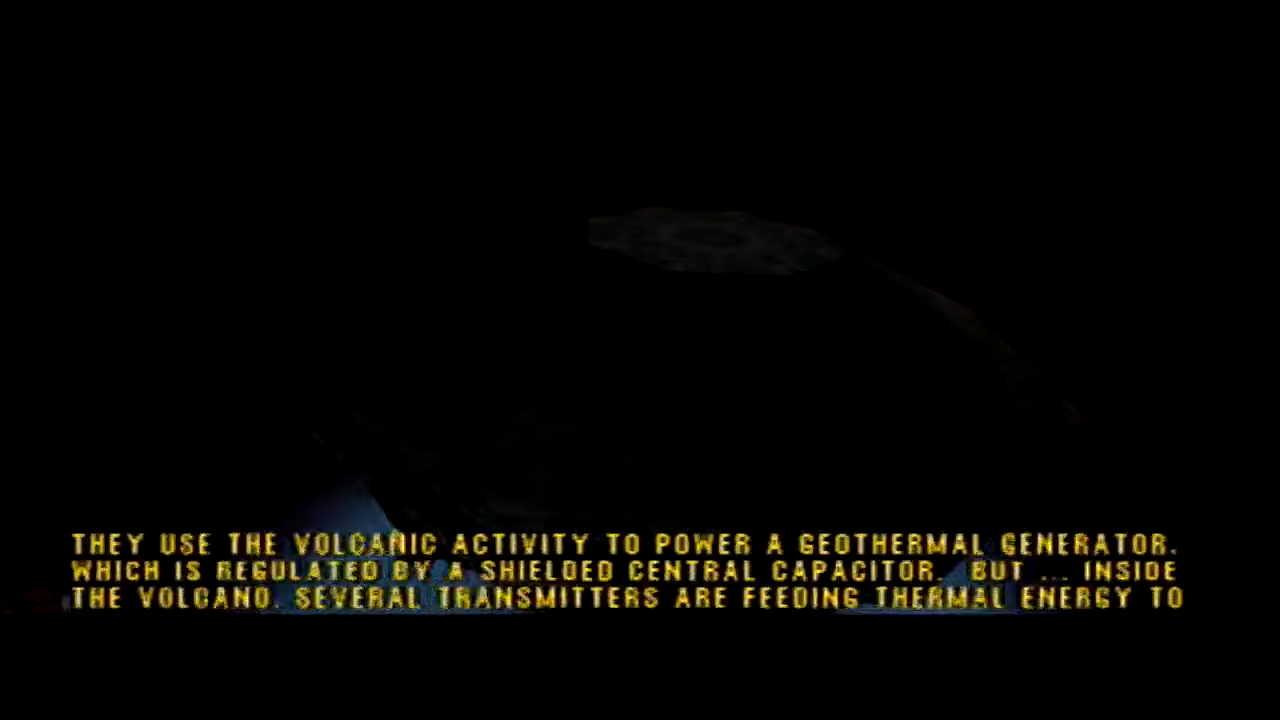 THEY USE THE VOLCANIC ACTIVITY TO POWER A GEOTHERMAL GENERATOR.
WHICH IS REGULATED BY A SHIELDED CENTRAL CAPACITOR. BUT ... INSIDE
THE VOLCANO, SEVERAL TRANSMITTERS ARE FEEDING THERMAL ENERGY TO